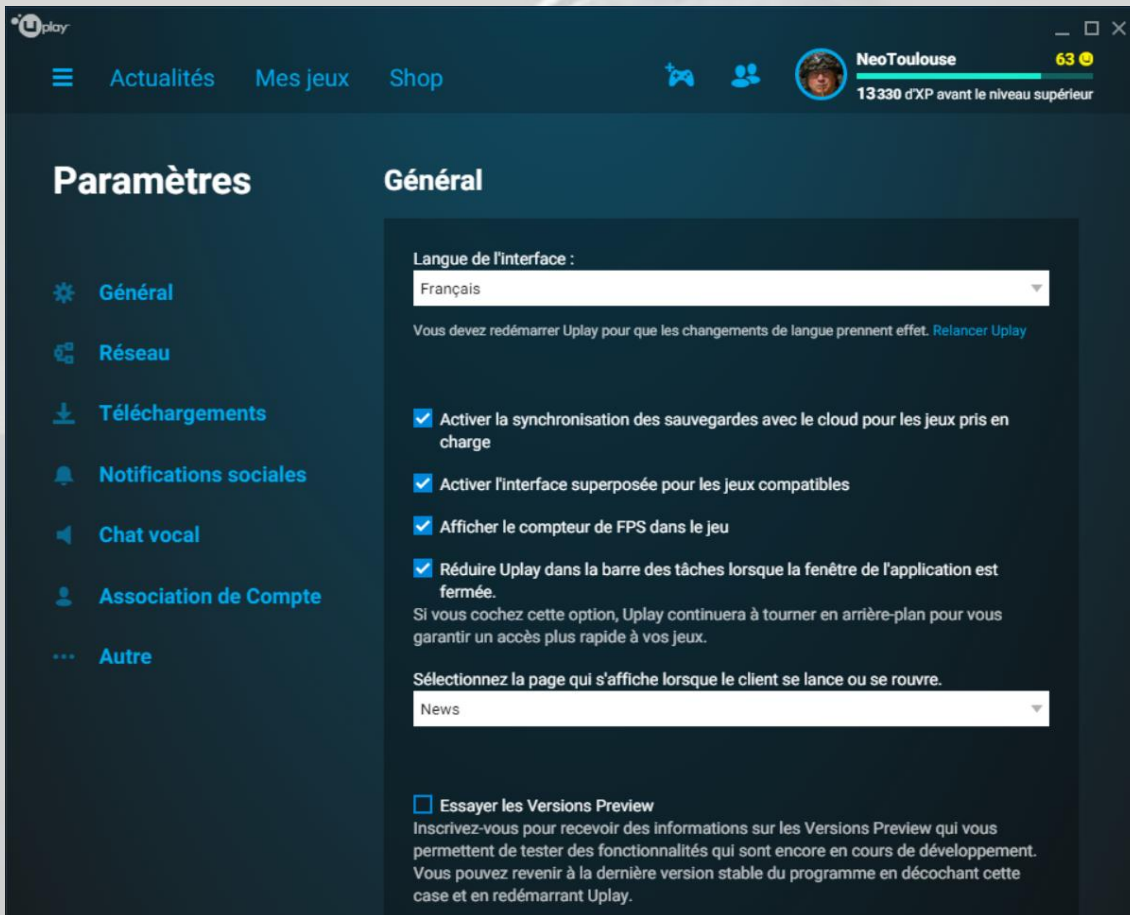 Uplay
Actualités Mes jeux Shop
NeoToulouse 63
13 330 d'XP avant le niveau supérieur
Paramètres
Général
Réseau
Téléchargements
Notifications sociales
Chat vocal
Association de Compte
Autre
Général
Langue de l'interface :
Français
Vous devez redémarrer Uplay pour que les changements de langue prennent effet. Relancer Uplay
Activer la synchronisation des sauvegardes avec le cloud pour les jeux pris en
charge
Activer l'interface superposée pour les jeux compatibles
Afficher le compteur de FPS dans le jeu
Réduire Uplay dans la barre des tâches lorsque la fenêtre de l'application est
fermée.
Si vous cochez cette option, Uplay continuera à tourner en arrière-plan pour vous
garantir un accès plus rapide à vos jeux.
Sélectionnez la page qui s'affiche lorsque le client se lance ou se rouvre.
News
Essayer les Versions Preview
Inscrivez-vous pour recevoir des informations sur les Versions Preview qui vous
permettent de tester des fonctionnalités qui sont encore en cours de développement.
Vous pouvez revenir à la dernière version stable du programme en décochant cette
case et en redémarrant Uplay.